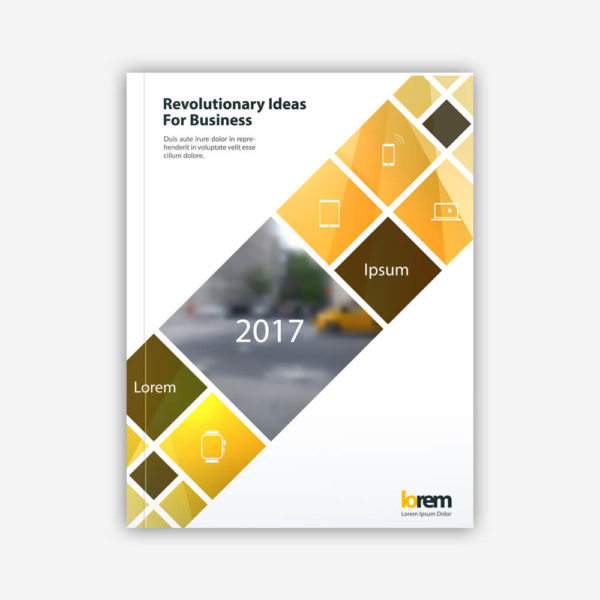 Revolutionary Ideas
For Business
Duis aute irure dolor in repre-
henderit in voluptate velit esse
cillum dolore.
Ipsum
2017
Lorem
lorem
Lorem Ipsum Dolor